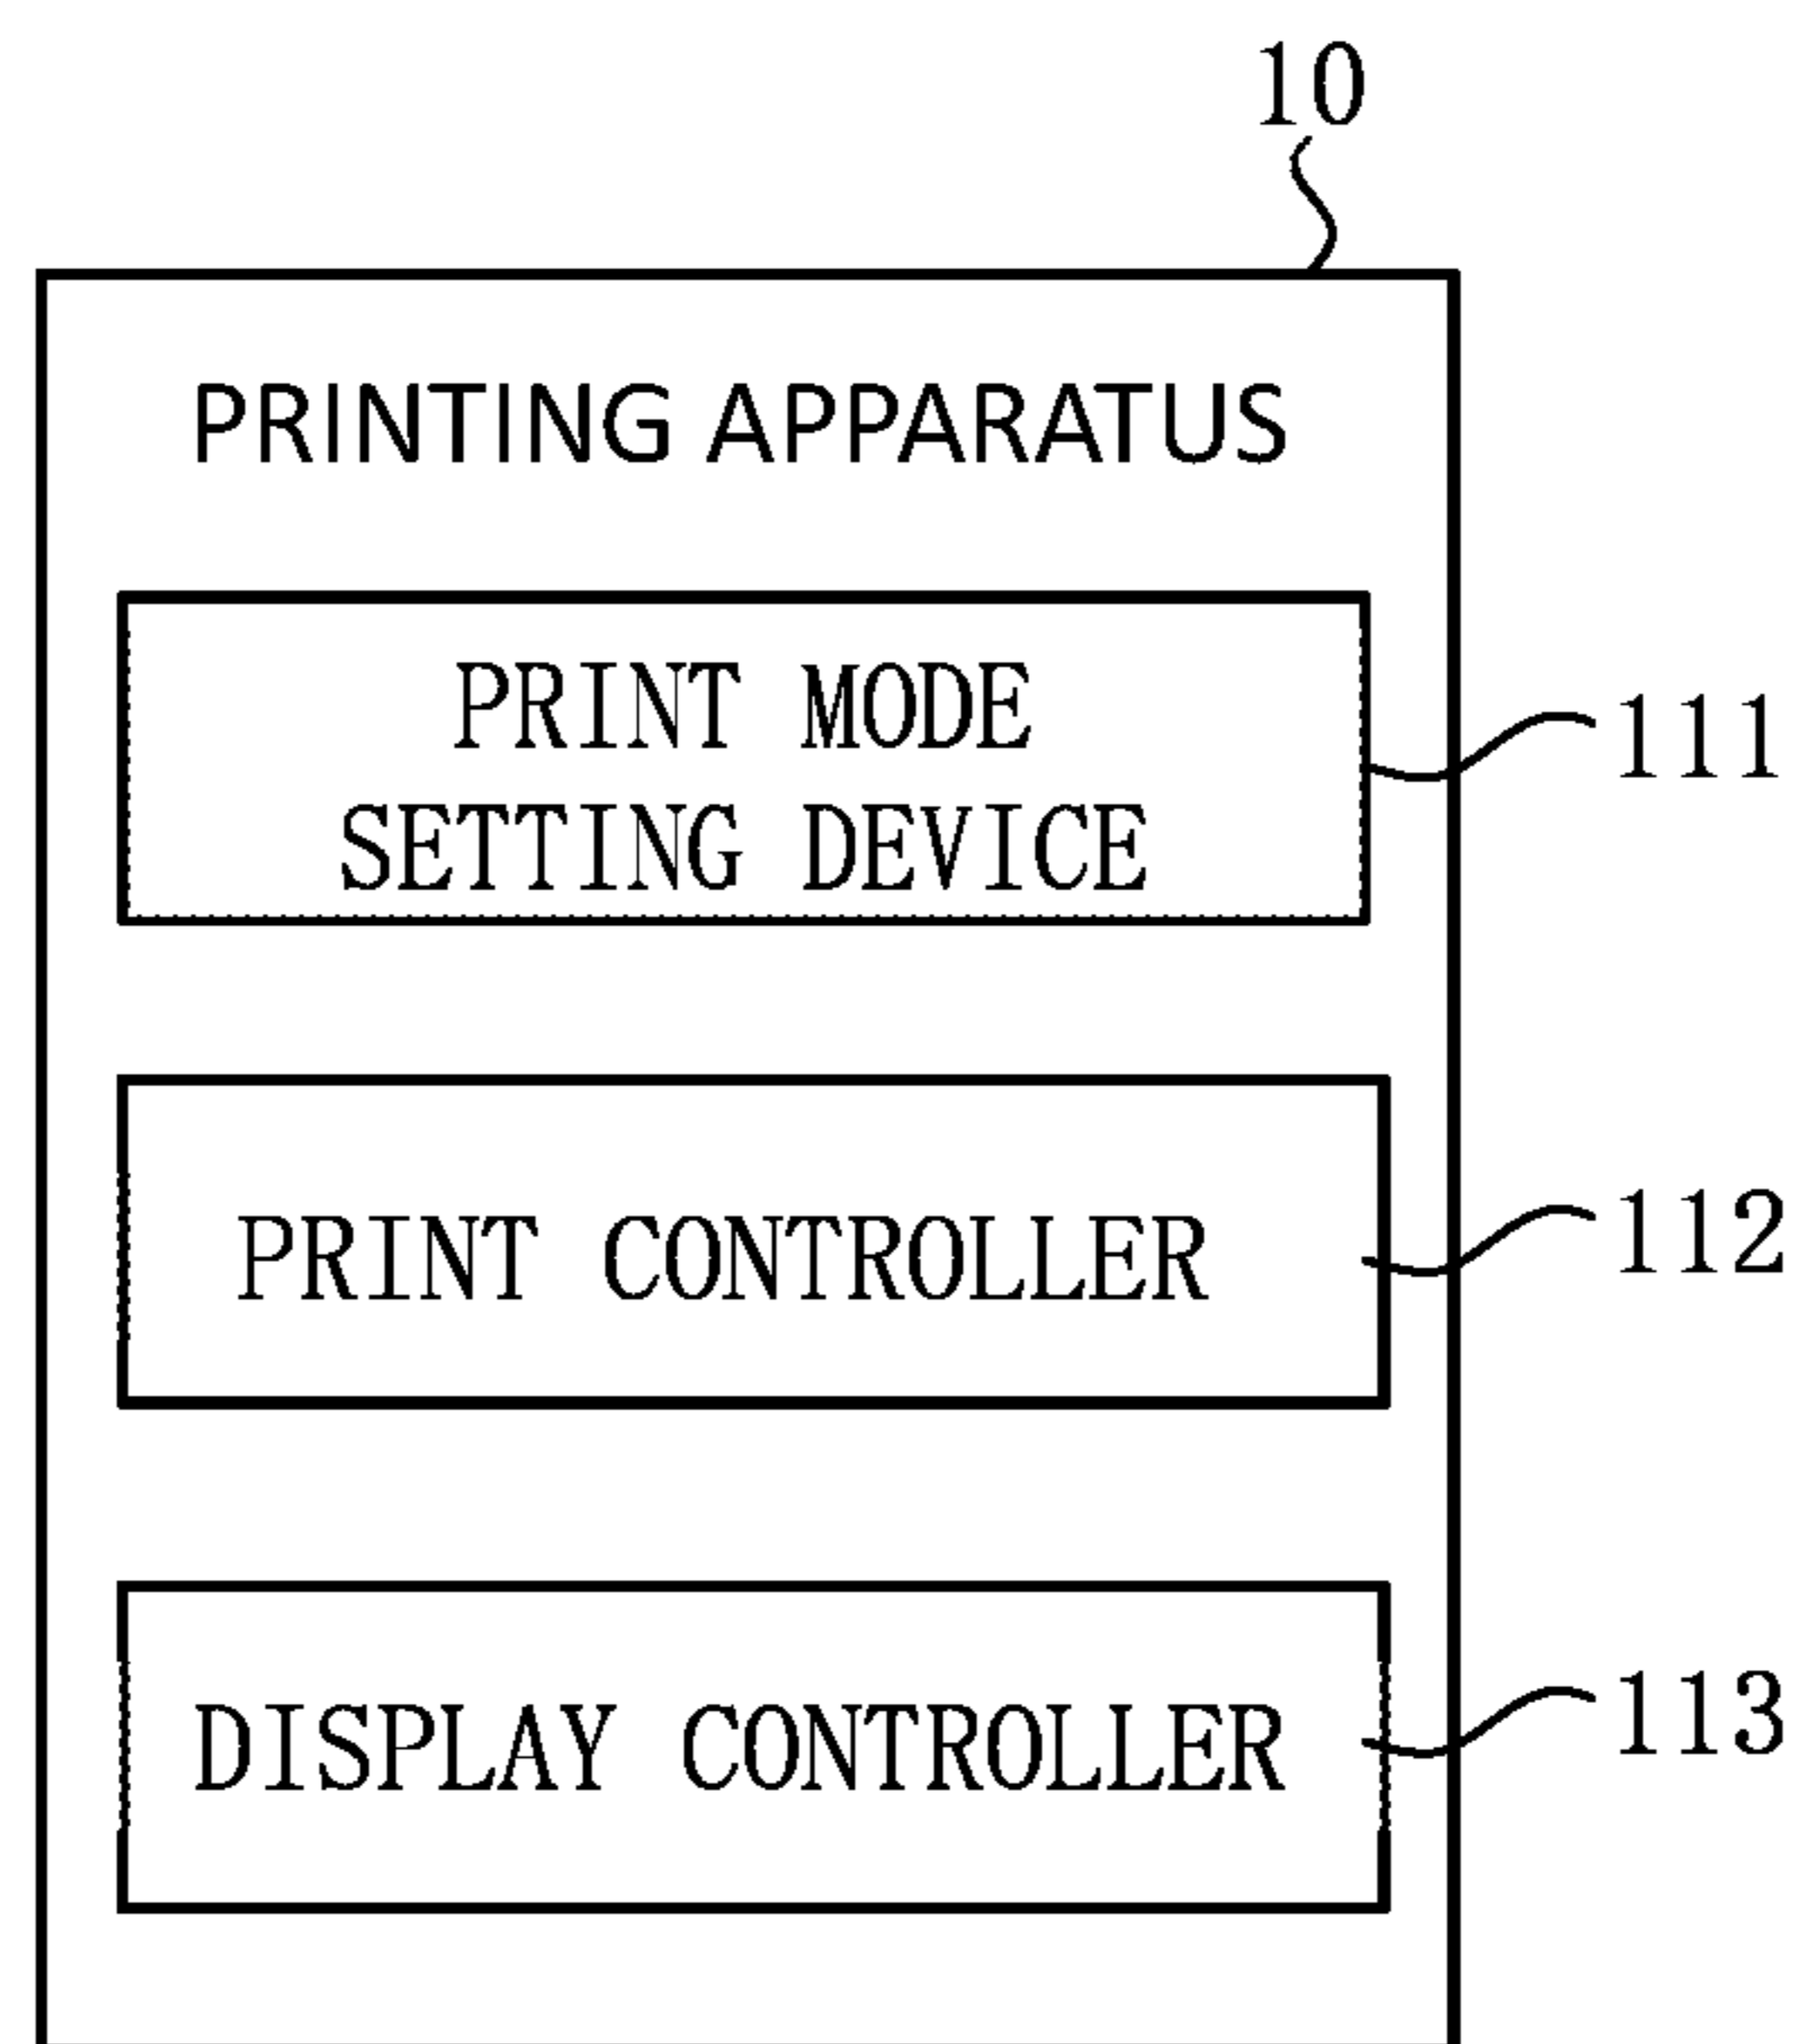 10
PRINTING APPARATUS
PRINT MODE
SETTING DEVICE
111
PRINT CONTROLLER
112
DISPLAY CONTROLLER
113